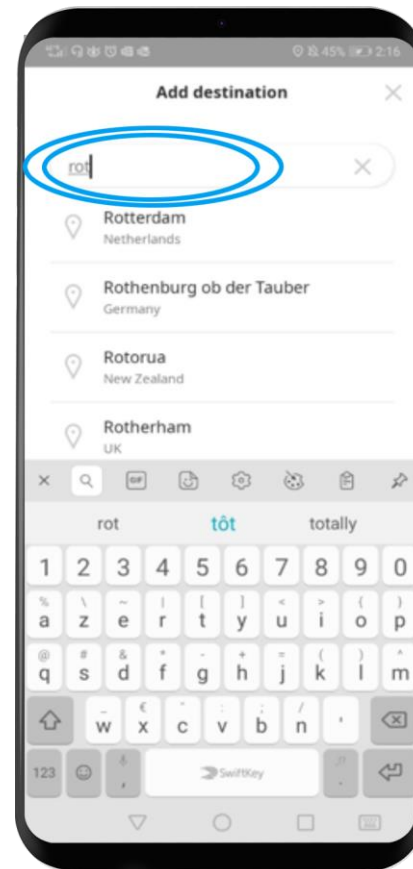 45% 2:16
Add destination
rot
Rotterdam
Netherlands
Rothenburg ob der Tauber
Germany
Rotorua
New Zealand
Rotherham
UK
GIF
rot tôt totally
1 2 3 4 5 6 7 8 9 0
% \ ~ | [ ] < > { }
a z e r t y u i o p
@ # & * - + = ( ) ^
q s d f g h j k l m
_ € " : ; /
w x c v b n '
123 , SwiftKey .